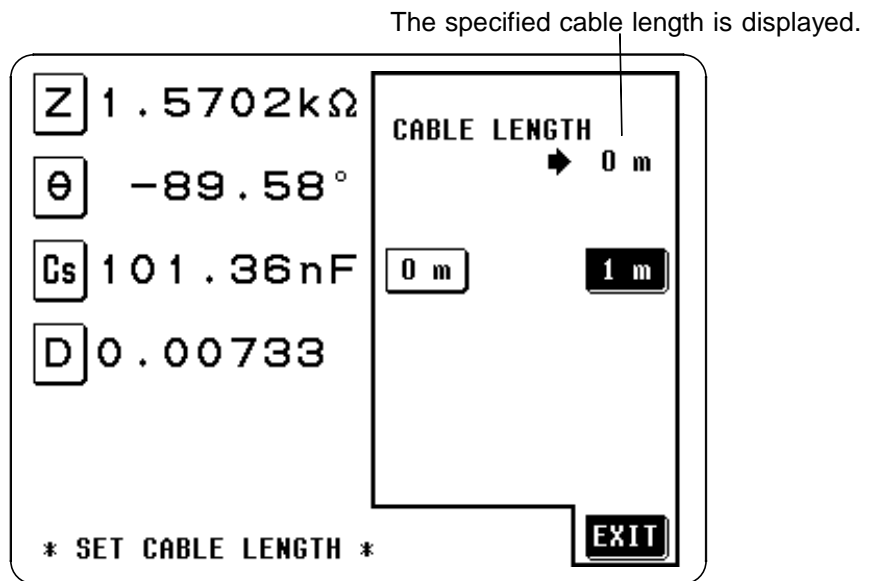 The specified cable length is displayed.
Z 1.5702kΩ
θ -89.58°
Cs 101.36nF
D 0.00733
CABLE LENGTH
➧ 0 m
0 m
1 m
* SET CABLE LENGTH *
EXIT